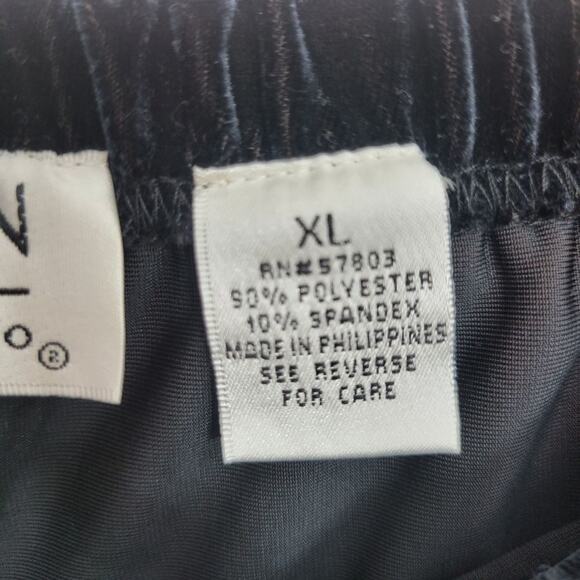 XL
RN#57803
90% POLYESTER
10% SPANDEX
MADE IN PHILIPPINES
SEE REVERSE
FOR CARE